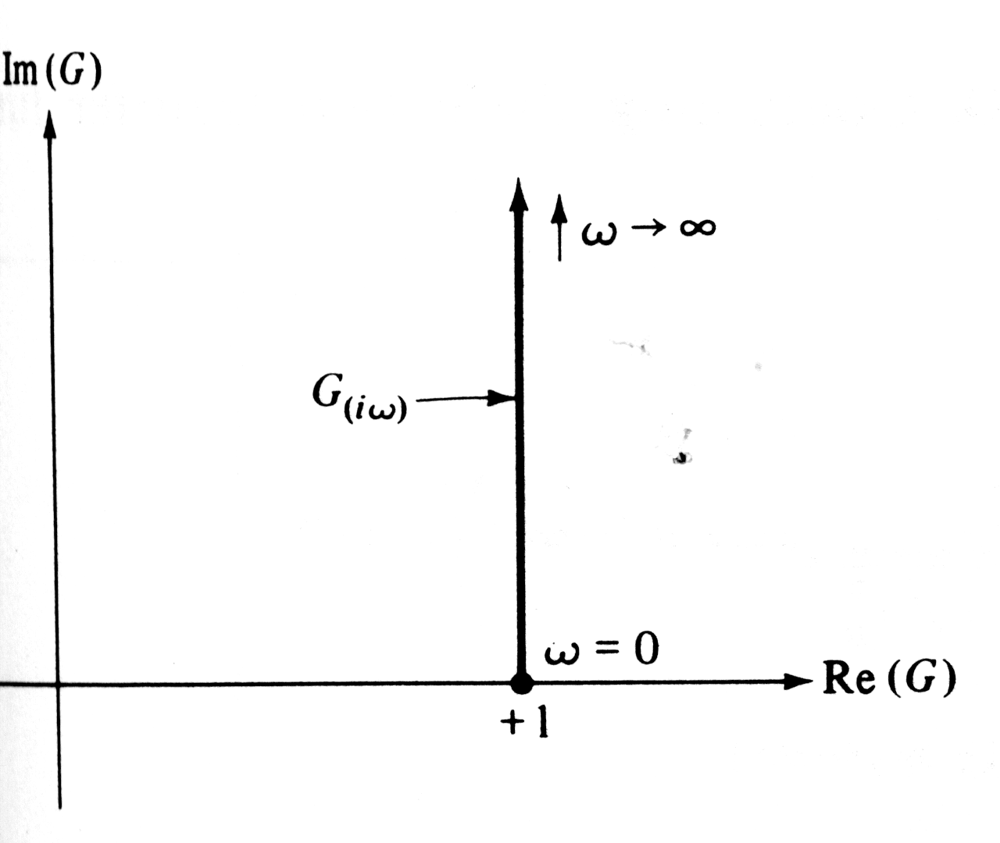 Im (G)
ω → ∞
G(iω)
ω = 0
Re (G)
+1